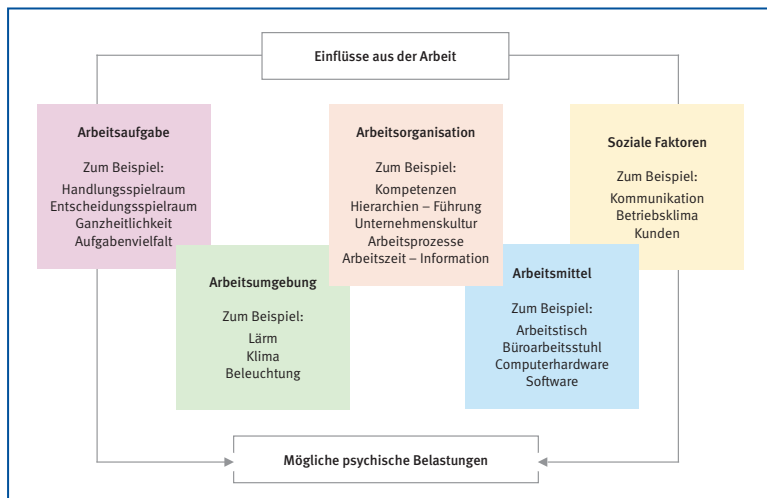 Einflüsse aus der Arbeit
Arbeitsaufgabe
Zum Beispiel:
Handlungsspielraum
Entscheidungsspielraum
Ganzheitlichkeit
Aufgabenvielfalt
Arbeitsumgebung
Zum Beispiel:
Lärm
Klima
Beleuchtung
Arbeitsorganisation
Zum Beispiel:
Kompetenzen
Hierarchien – Führung
Unternehmenskultur
Arbeitsprozesse
Arbeitszeit – Information
Arbeitsmittel
Zum Beispiel:
Arbeitstisch
Büroarbeitsstuhl
Computerhardware
Software
Soziale Faktoren
Zum Beispiel:
Kommunikation
Betriebsklima
Kunden
Mögliche psychische Belastungen